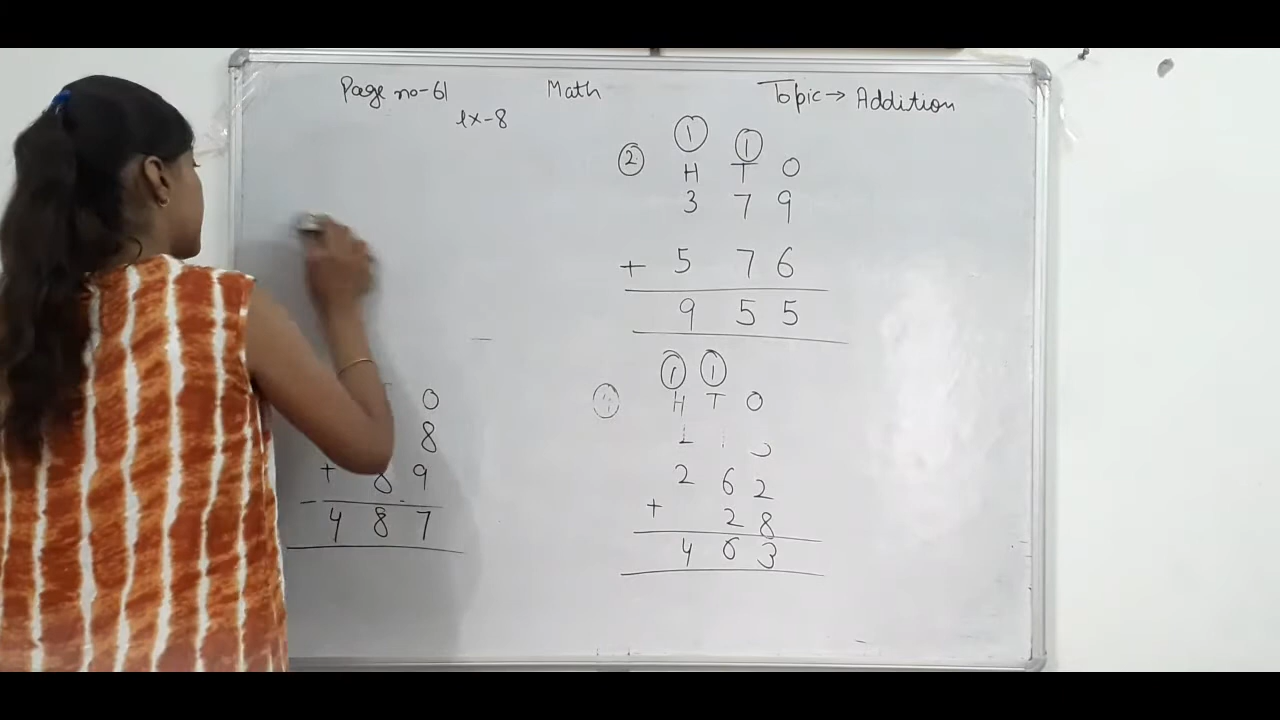 Page no-61 Math Topic→ Addition
ex-8
1 1
② H T O
3 7 9
+ 5 7 6
9 5 5
O
8
+ 8 9
4 8 7
1 1
H T O
2 6 2
+ 2 8
4 6 3